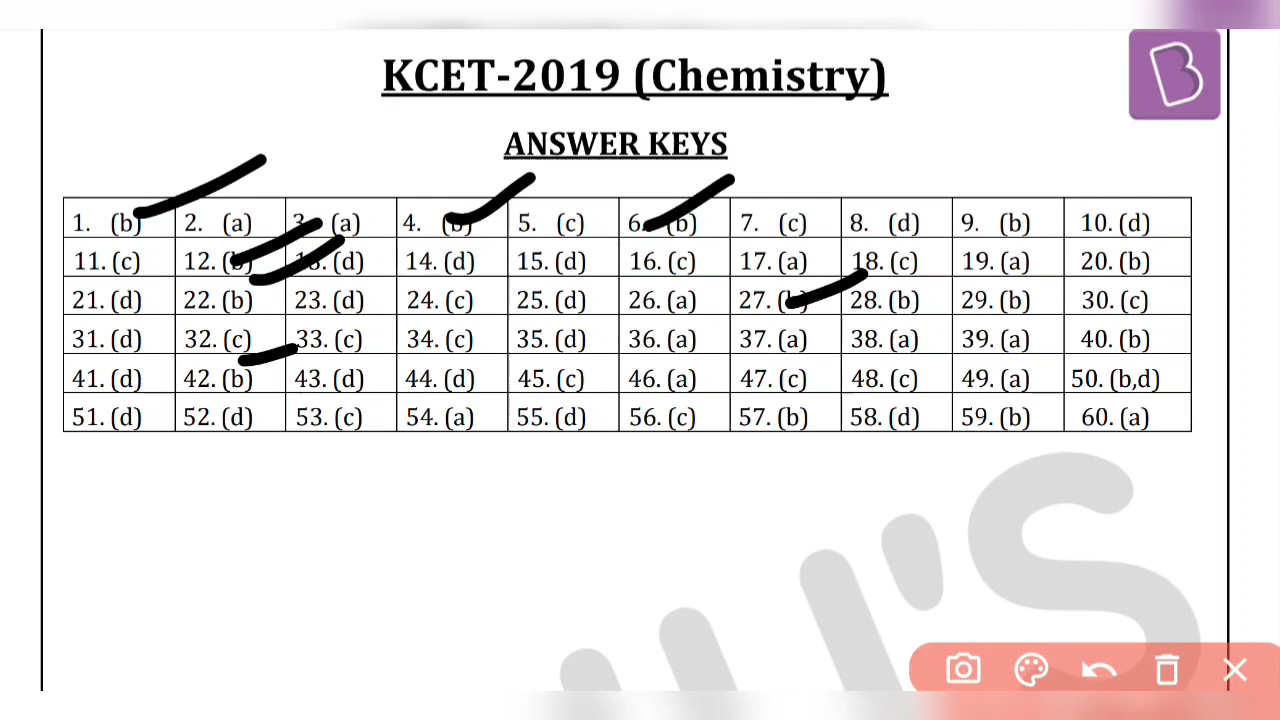 KCET-2019 (Chemistry)
ANSWER KEYS
1. (b) 2. (a) 3. (a) 4. (b) 5. (c) 6. (b) 7. (c) 8. (d) 9. (b) 10. (d)
11. (c) 12. (b) 13. (d) 14. (d) 15. (d) 16. (c) 17. (a) 18. (c) 19. (a) 20. (b)
21. (d) 22. (b) 23. (d) 24. (c) 25. (d) 26. (a) 27. 28. (b) 29. (b) 30. (c)
31. (d) 32. (c) 33. (c) 34. (c) 35. (d) 36. (a) 37. (a) 38. (a) 39. (a) 40. (b)
41. (d) 42. (b) 43. (d) 44. (d) 45. (c) 46. (a) 47. (c) 48. (c) 49. (a) 50. (b,d)
51. (d) 52. (d) 53. (c) 54. (a) 55. (d) 56. (c) 57. (b) 58. (d) 59. (b) 60. (a)